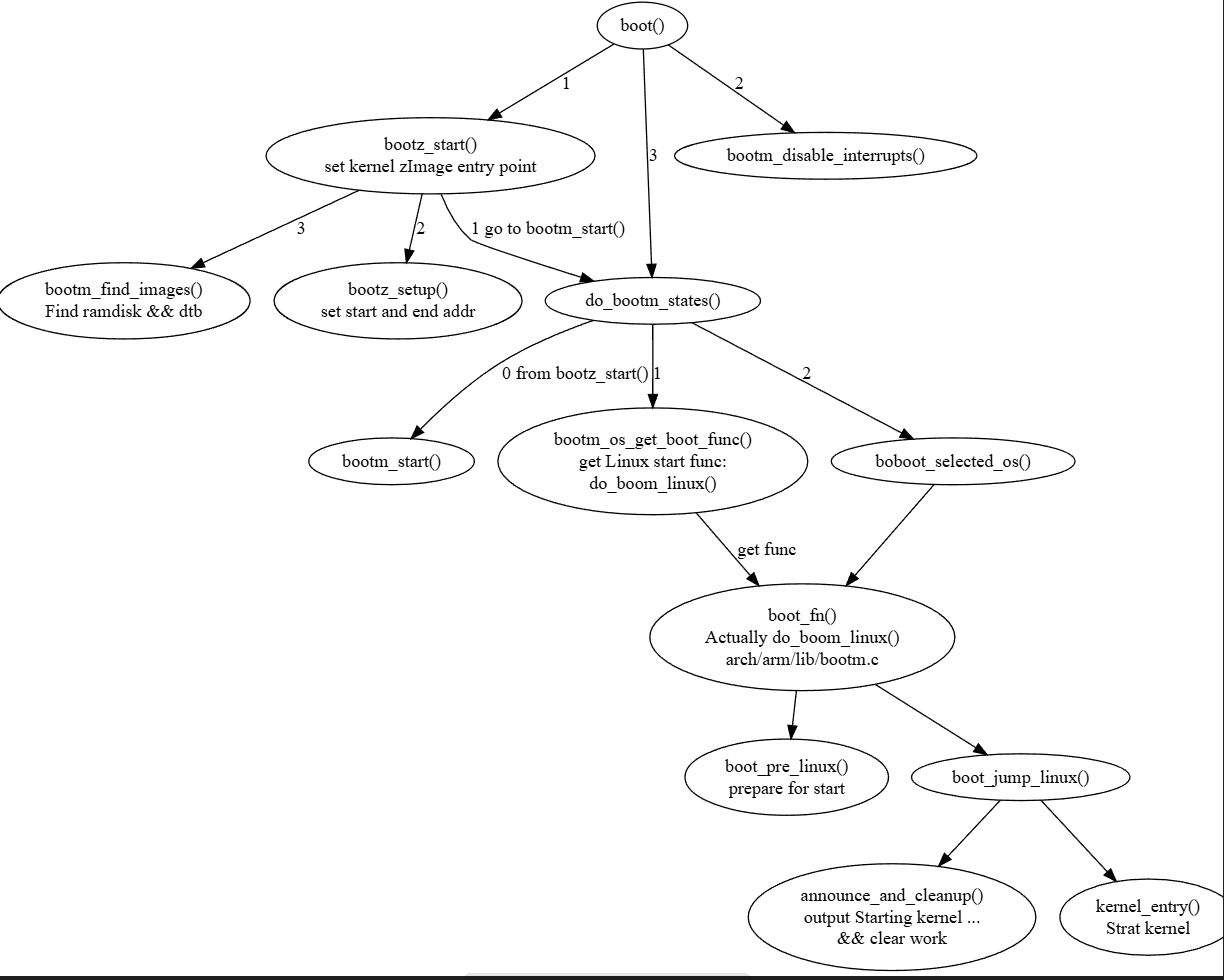 boot()
1
2
3
bootz_start()
set kernel zImage entry point
bootm_disable_interrupts()
3
2
1 go to bootm_start()
bootm_find_images()
Find ramdisk && dtb
bootz_setup()
set start and end addr
do_bootm_states()
0 from bootz_start()
1
2
bootm_start()
bootm_os_get_boot_func()
get Linux start func:
do_boom_linux()
boboot_selected_os()
get func
boot_fn()
Actually do_boom_linux()
arch/arm/lib/bootm.c
boot_pre_linux()
prepare for start
boot_jump_linux()
announce_and_cleanup()
output Starting kernel ...
&& clear work
kernel_entry()
Strat kernel